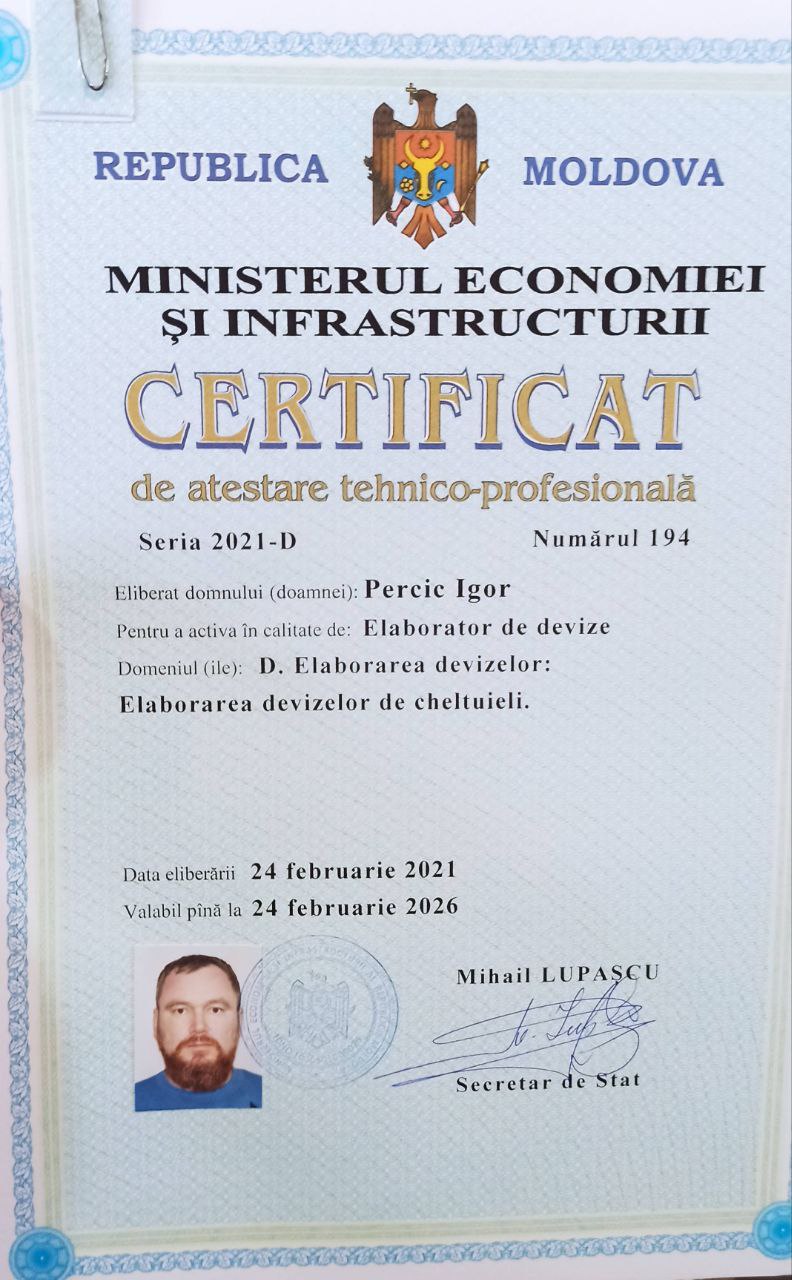 REPUBLICA MOLDOVA
MINISTERUL ECONOMIEI
ŞI INFRASTRUCTURII
CERTIFICAT
de atestare tehnico-profesională
Seria 2021-D Numărul 194
Eliberat domnului (doamnei): Percic Igor
Pentru a activa în calitate de: Elaborator de devize
Domeniul (ile): D. Elaborarea devizelor:
Elaborarea devizelor de cheltuieli.
Data eliberării 24 februarie 2021
Valabil pînă la 24 februarie 2026
Mihail LUPAŞCU
Secretar de Stat